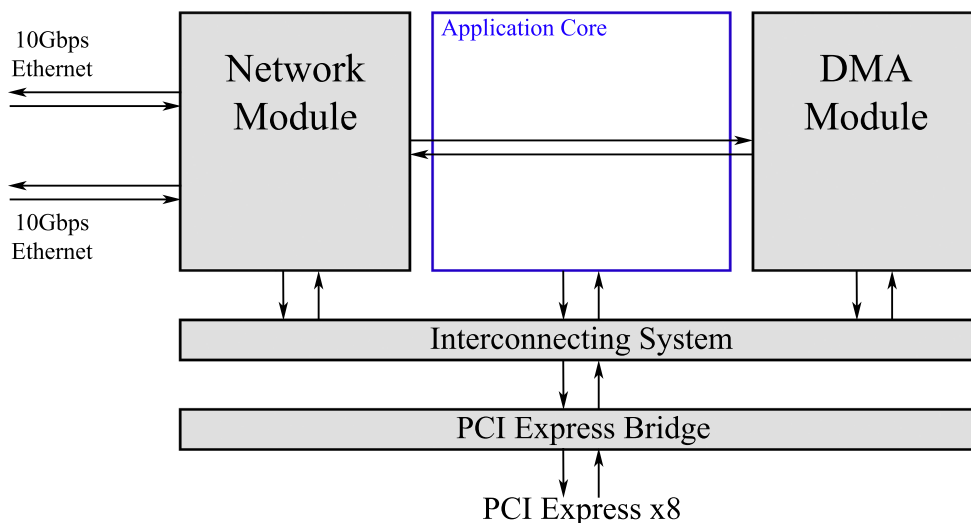 10Gbps
Ethernet
10Gbps
Ethernet
Network
Module
Application Core
DMA
Module
Interconnecting System
PCI Express Bridge
PCI Express x8